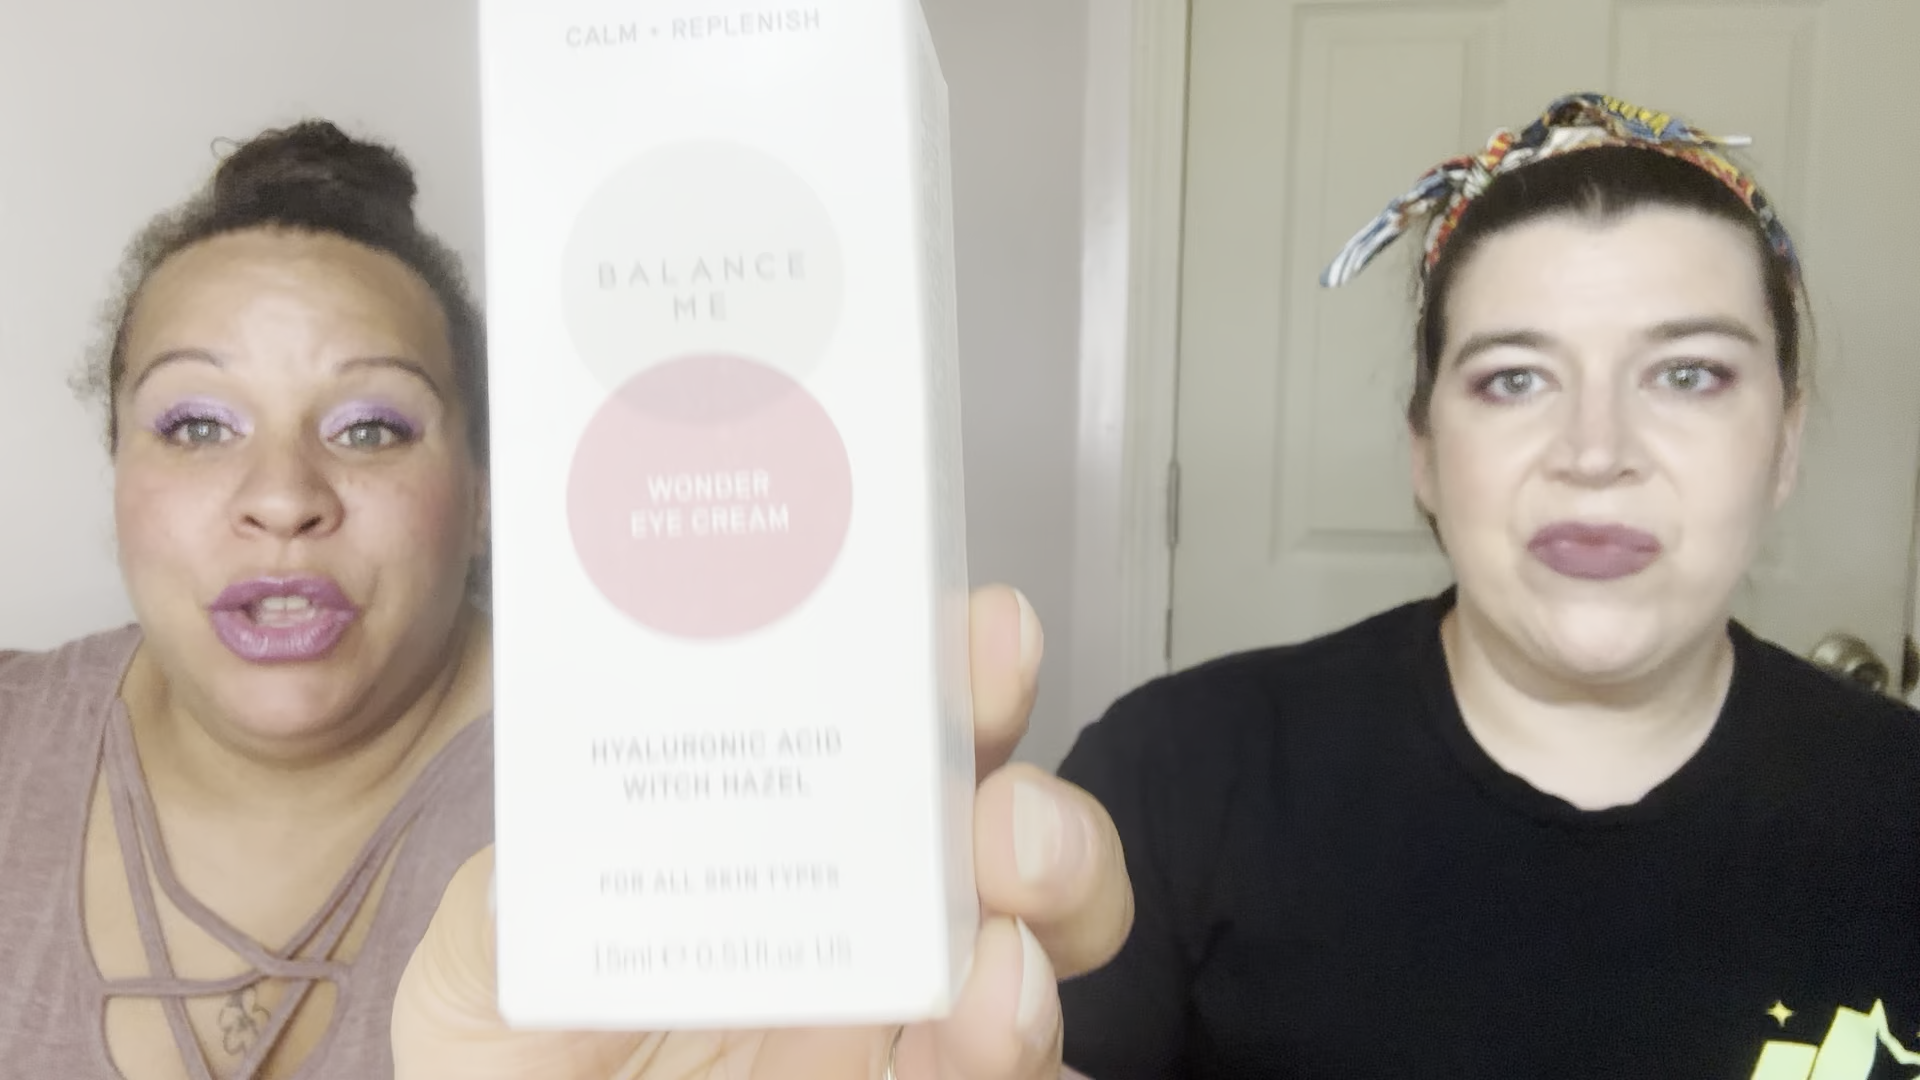 CALM + REPLENISH
BALANCE
ME
WONDER
EYE CREAM
HYALURONIC ACID
WITCH HAZEL
FOR ALL SKIN TYPES
15ml ℮ 0.51fl.oz US